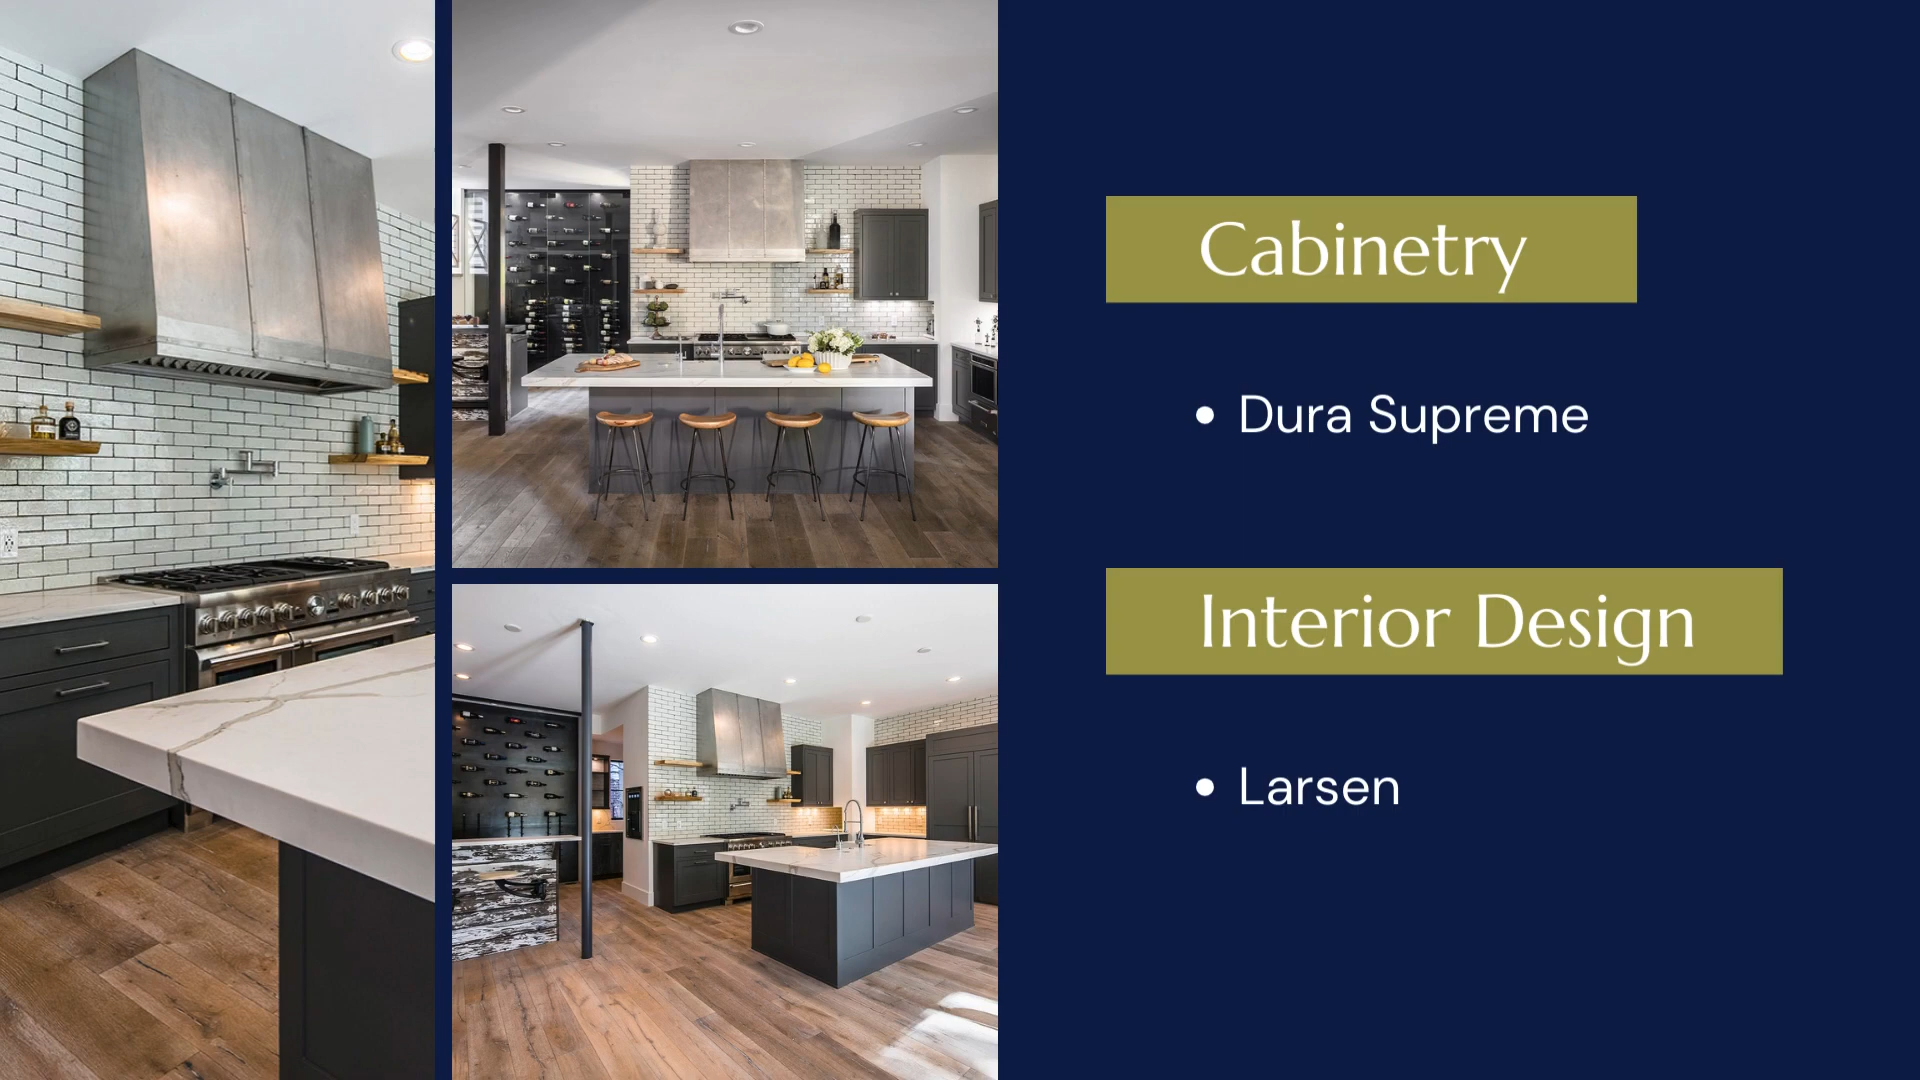 Cabinetry
• Dura Supreme
Interior Design
• Larsen